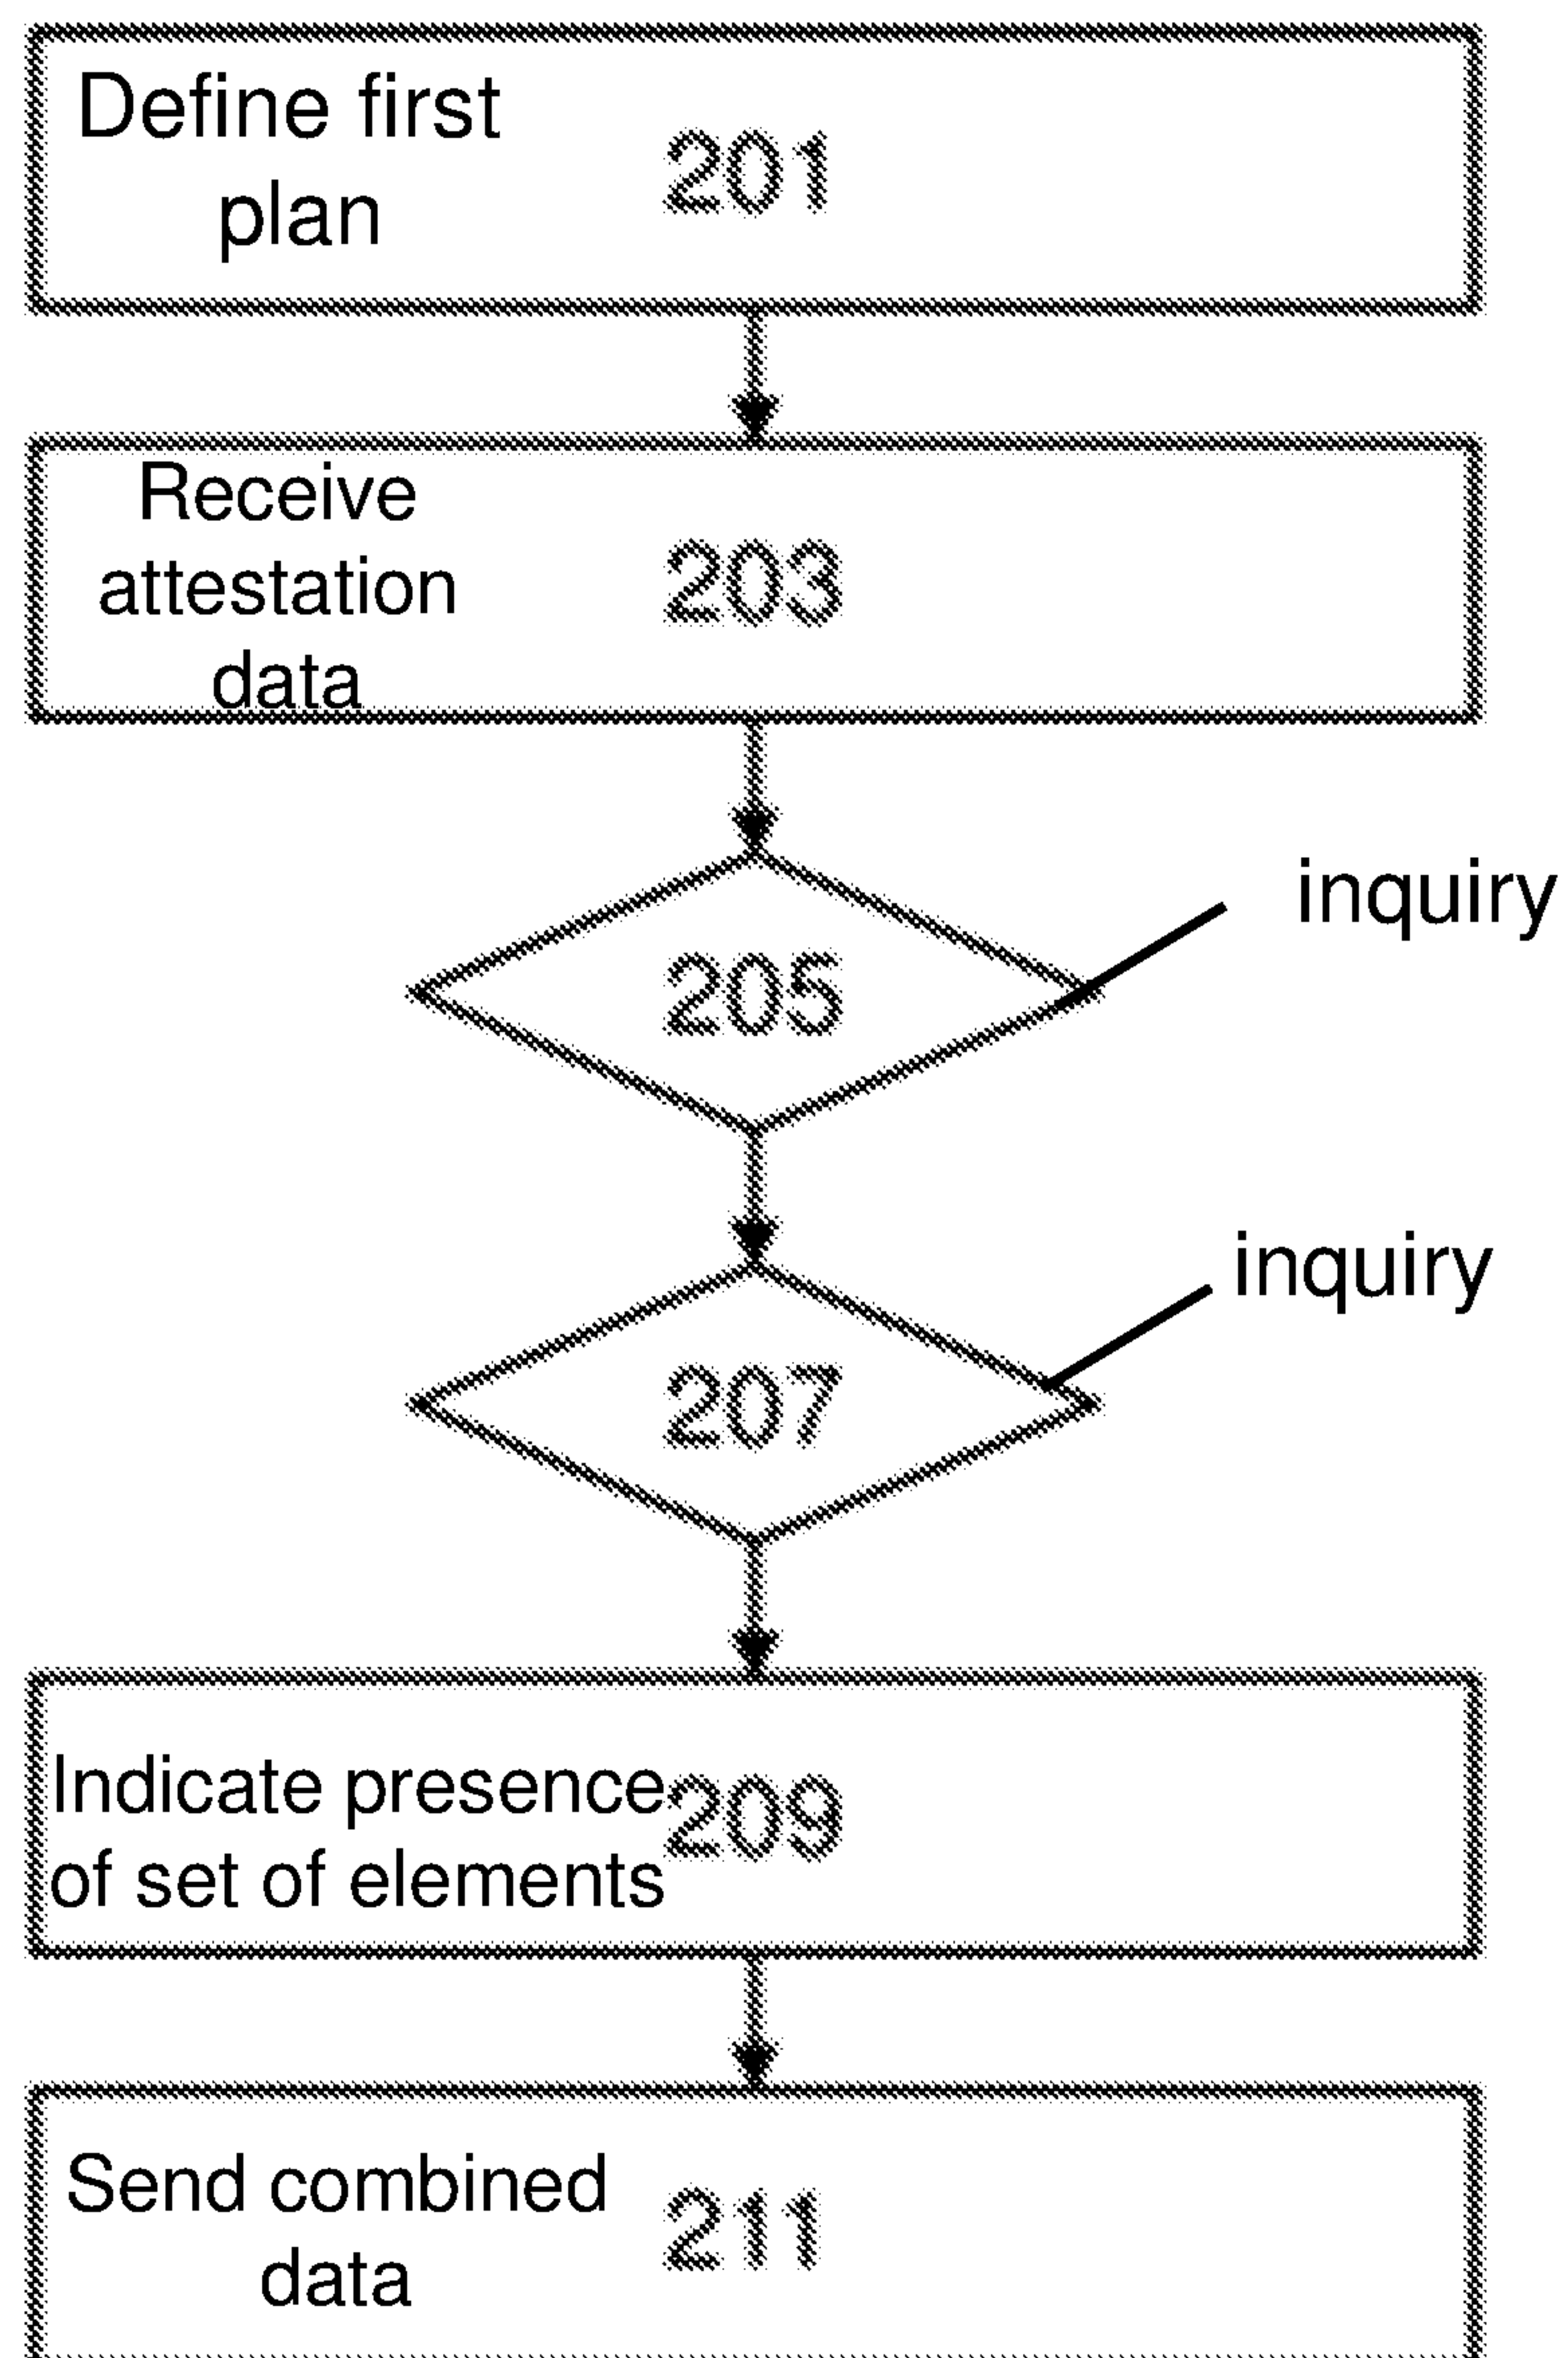 Define first
plan
201
Receive
attestation
data
203
inquiry
205
inquiry
207
Indicate presence
of set of elements
209
Send combined
data
211